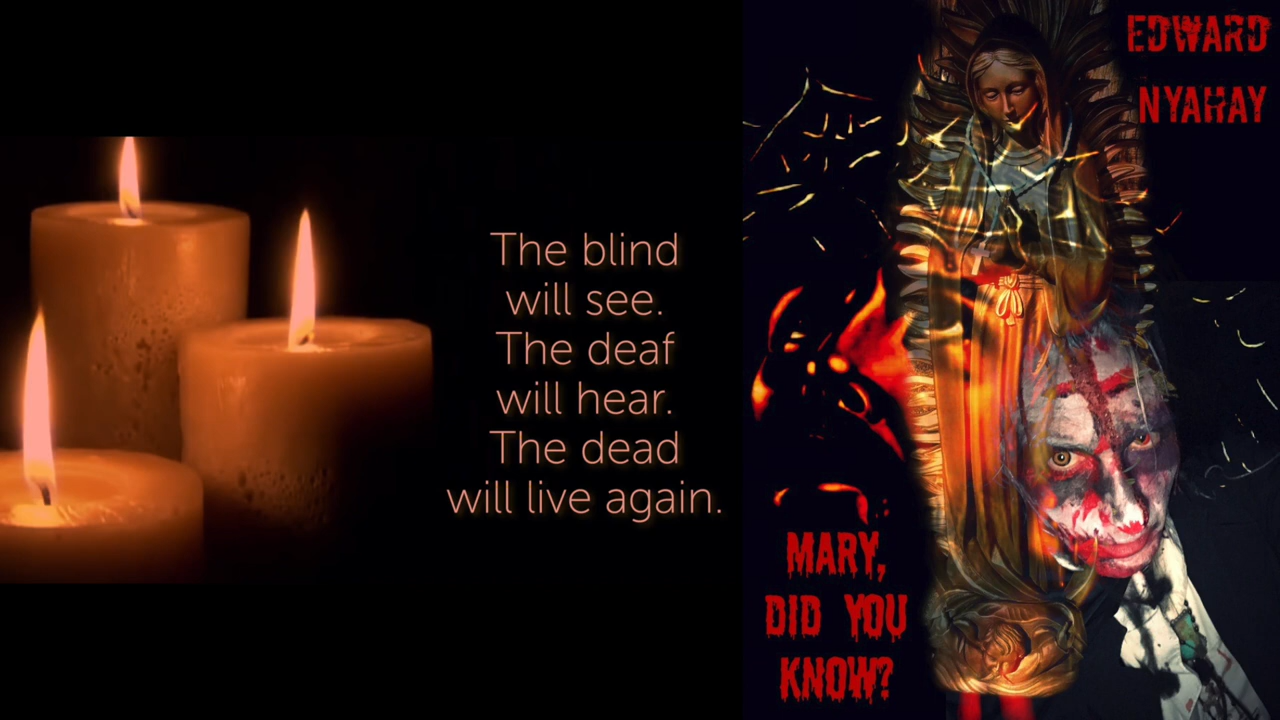 The blind
will see.
The deaf
will hear.
The dead
will live again.
EDWARD
NYAHAY
MARY,
DID YOU
KNOW?